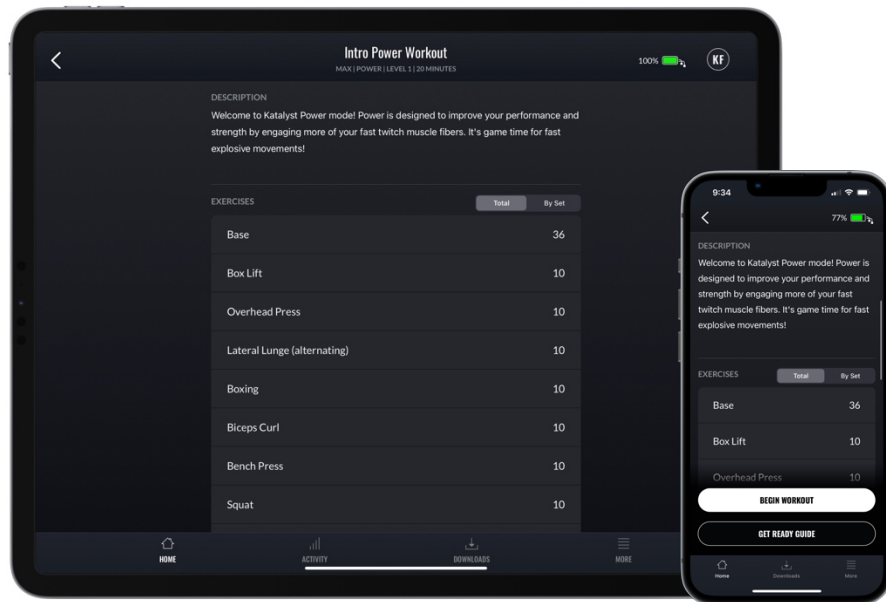 Intro Power Workout
MAX | POWER | LEVEL 1 | 20 MINUTES
100%
KF
DESCRIPTION
Welcome to Katalyst Power mode! Power is designed to improve your performance and
strength by engaging more of your fast twitch muscle fibers. It's game time for fast
explosive movements!
EXERCISES
Total
By Set
Base 36
Box Lift 10
Overhead Press 10
Lateral Lunge (alternating) 10
Boxing 10
Biceps Curl 10
Bench Press 10
Squat 10
HOME
ACTIVITY
DOWNLOADS
MORE
9:34
77%
DESCRIPTION
Welcome to Katalyst Power mode! Power is
designed to improve your performance and
strength by engaging more of your fast
twitch muscle fibers. It's game time for fast
explosive movements!
EXERCISES
Total
By Set
Base 36
Box Lift 10
Overhead Press 10
BEGIN WORKOUT
GET READY GUIDE
Home
Downloads
More